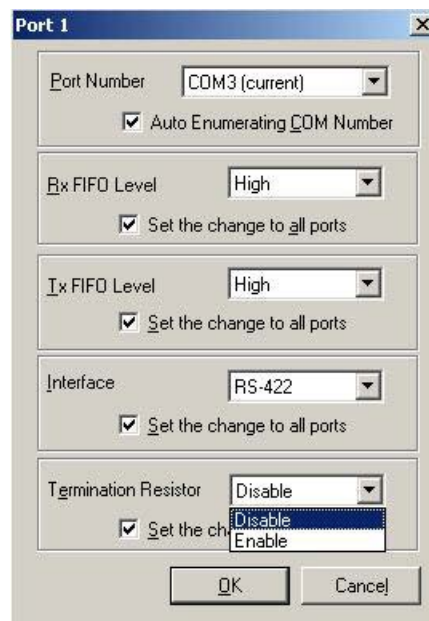 Port 1
Port Number COM3 (current)
Auto Enumerating COM Number
Rx FIFO Level High
Set the change to all ports
Tx FIFO Level High
Set the change to all ports
Interface RS-422
Set the change to all ports
Termination Resistor Disable
Set the ch
Disable
Enable
OK Cancel